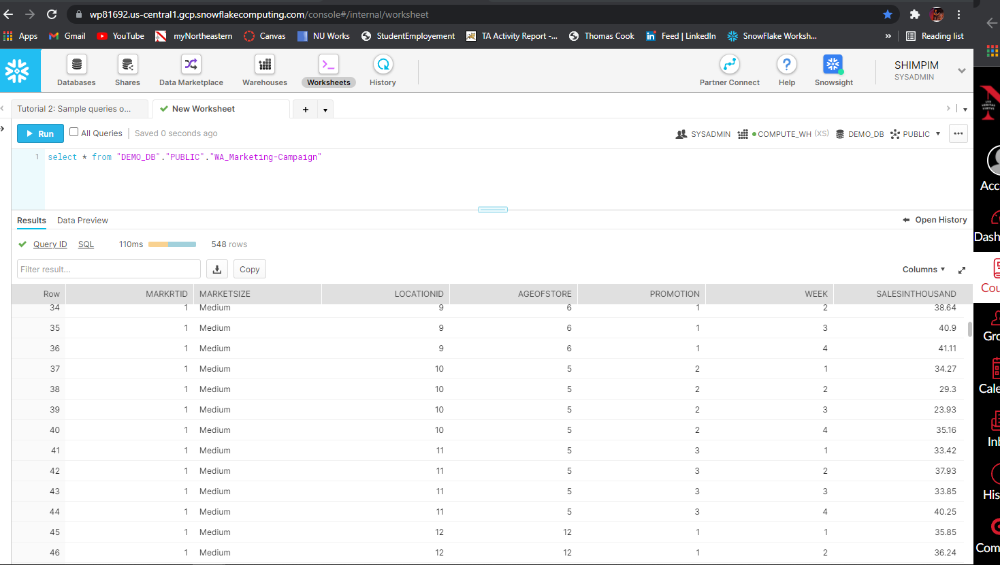 wp81692.us-central1.gcp.snowflakecomputing.com/console#/internal/worksheet
Apps Gmail YouTube myNortheastern Canvas NU Works StudentEmployement TA Activity Report -... Thomas Cook Feed | LinkedIn SnowFlake Worksh... » Reading list
Databases Shares Data Marketplace Warehouses Worksheets History Partner Connect Help Snowsight
SHIMPIM
SYSADMIN
Tutorial 2: Sample queries o... New Worksheet
Run All Queries Saved 0 seconds ago SYSADMIN COMPUTE_WH (XS) DEMO_DB PUBLIC
1 select * from "DEMO_DB"."PUBLIC"."WA_Marketing-Campaign"
Results Data Preview Open History
Query ID SQL 110ms 548 rows
Filter result... Copy Columns
Row MARKRTID MARKETSIZE LOCATIONID AGEOFSTORE PROMOTION WEEK SALESINTHOUSAND
34 1 Medium 9 6 1 2 38.64
35 1 Medium 9 6 1 3 40.9
36 1 Medium 9 6 1 4 41.11
37 1 Medium 10 5 2 1 34.27
38 1 Medium 10 5 2 2 29.3
39 1 Medium 10 5 2 3 23.93
40 1 Medium 10 5 2 4 35.16
41 1 Medium 11 5 3 1 33.42
42 1 Medium 11 5 3 2 37.93
43 1 Medium 11 5 3 3 33.85
44 1 Medium 11 5 3 4 40.25
45 1 Medium 12 12 1 1 35.85
46 1 Medium 12 12 1 2 36.24
Acc
Dash
Cou
Gro
Cale
Inb
His
Com